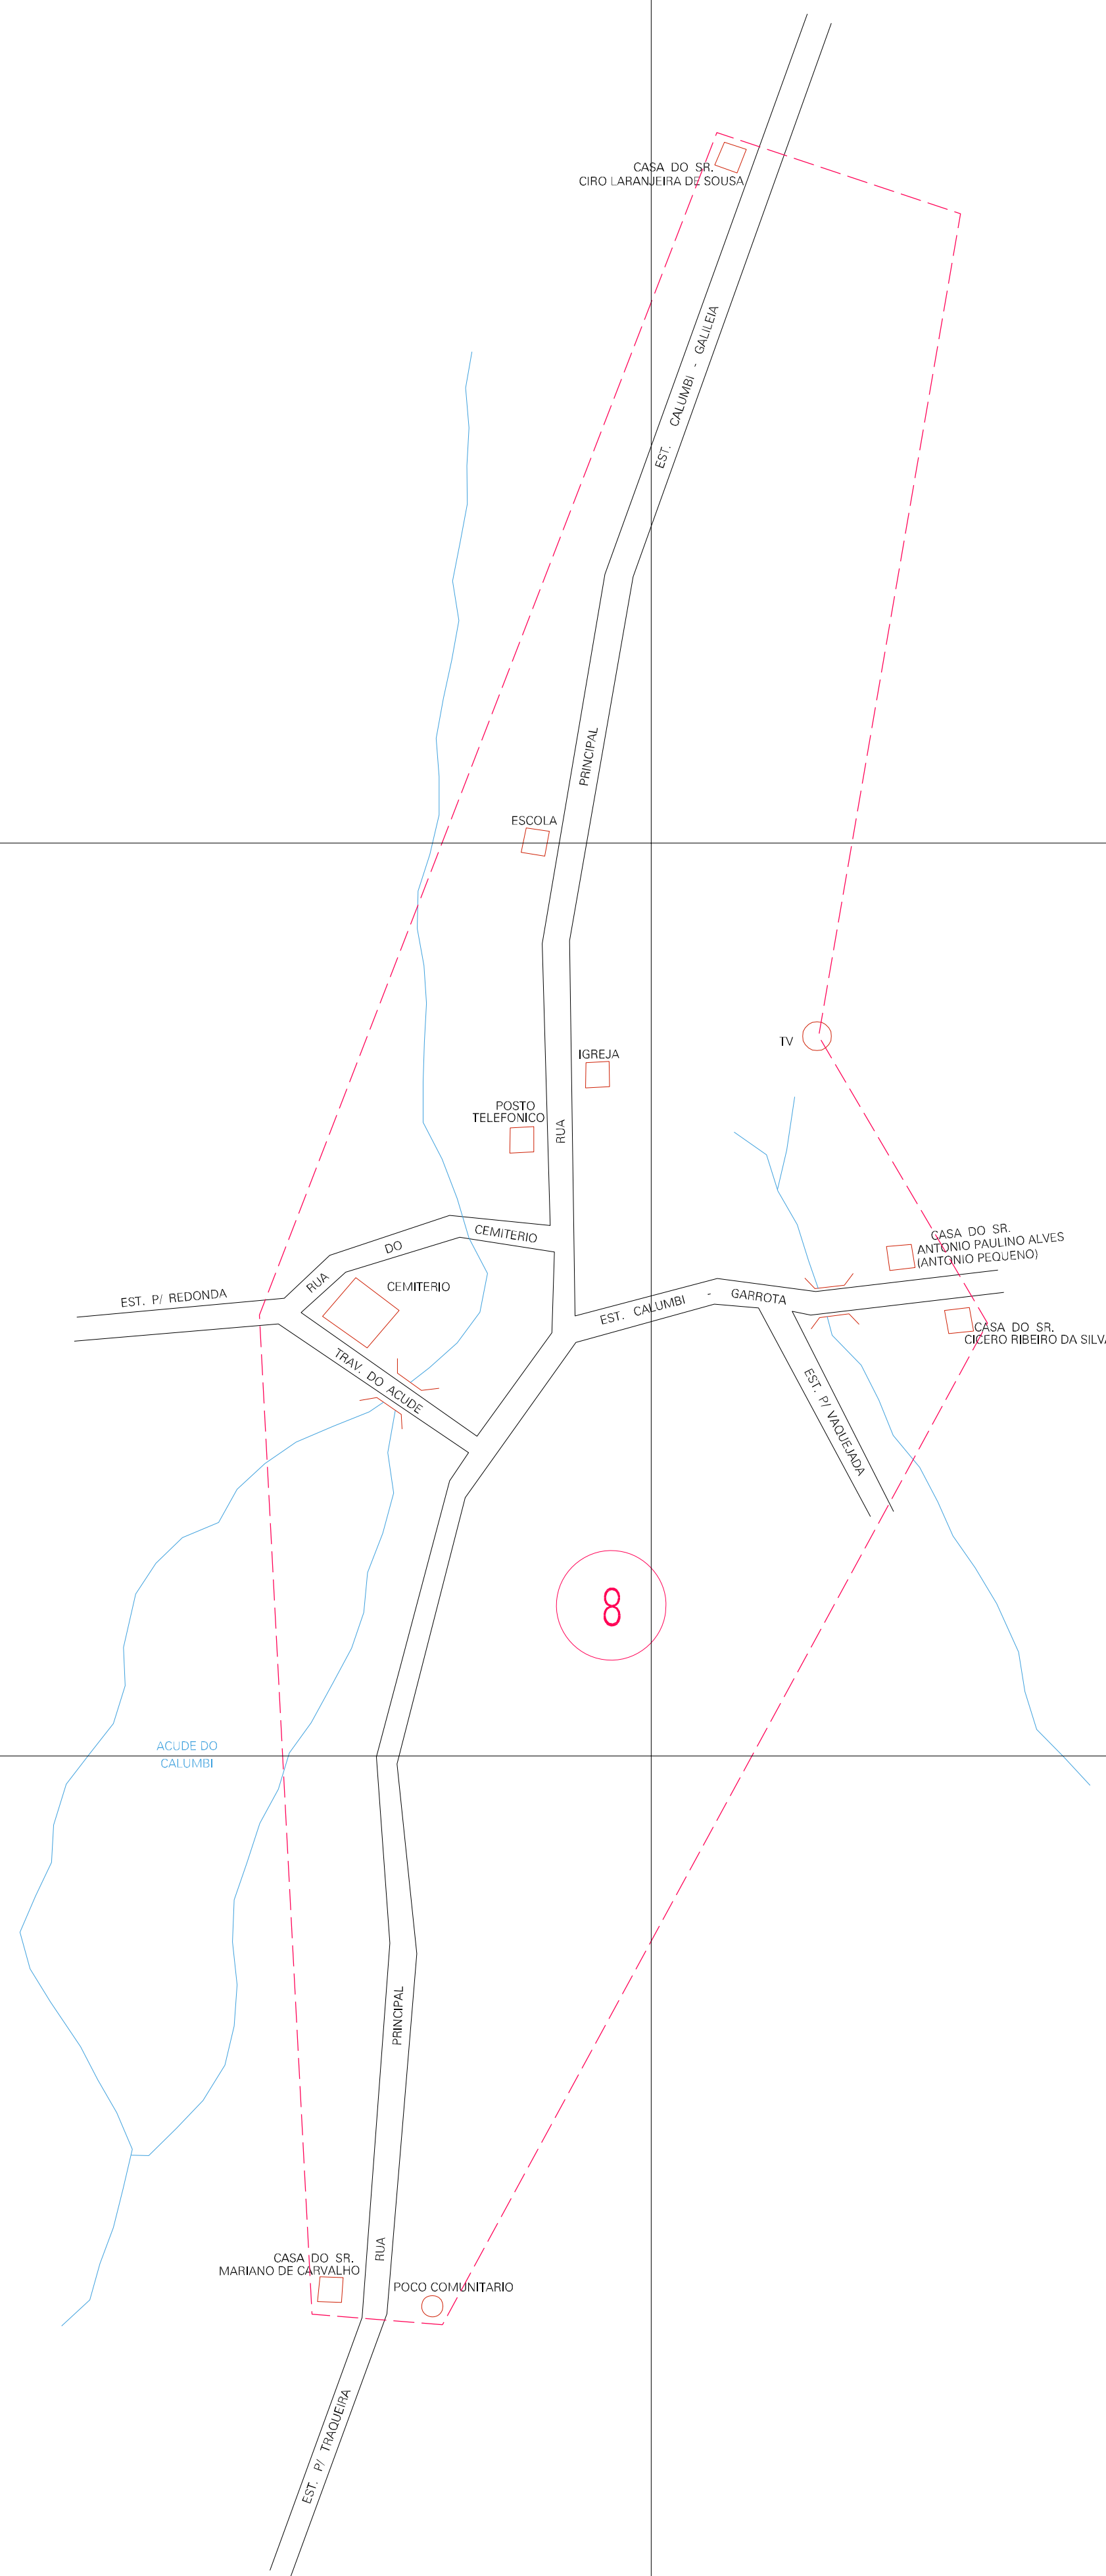 CASA DO SR.
CIRO LARANJEIRA DE SOUSA
EST. CALUMBI - GALILEIA
PRINCIPAL
ESCOLA
TV
IGREJA
POSTO
TELEFONICO
RUA
CASA DO SR.
ANTONIO PAULINO ALVES
(ANTONIO PEQUENO)
RUA DO CEMITERIO
CEMITERIO
EST. P/ REDONDA
EST. CALUMBI - GARROTA
CASA DO SR.
CICERO RIBEIRO DA SILVA
TRAV. DO ACUDE
EST. P/ VAQUEJADA
8
ACUDE DO
CALUMBI
PRINCIPAL
RUA
CASA DO SR.
MARIANO DE CARVALHO
POCO COMUNITARIO
EST. P/ TRAQUEIRA